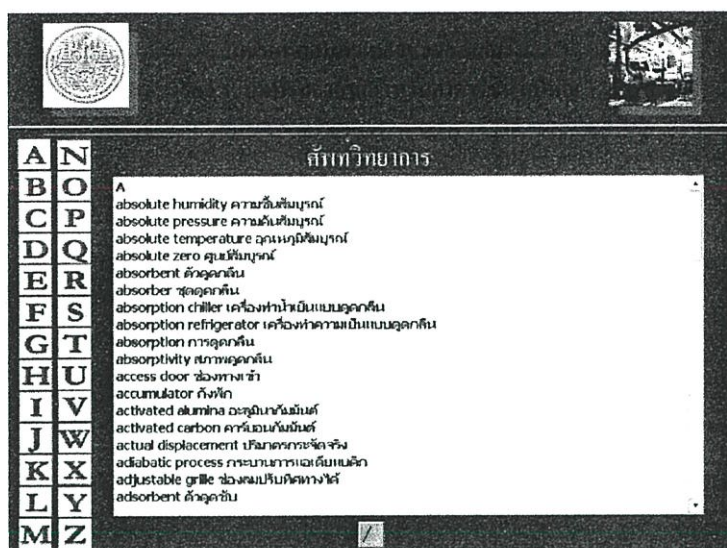 ศัพท์วิทยาการ
A N
B O
C P
D Q
E R
F S
G T
H U
I V
J W
K X
L Y
M Z
A
absolute humidity ความชื้นสัมบูรณ์
absolute pressure ความดันสัมบูรณ์
absolute temperature อุณหภูมิสัมบูรณ์
absolute zero ศูนย์สัมบูรณ์
absorbent ตัวดูดกลืน
absorber ชุดดูดกลืน
absorption chiller เครื่องทำน้ำเย็นแบบดูดกลืน
absorption refrigerator เครื่องทำความเย็นแบบดูดกลืน
absorption การดูดกลืน
absorptivity สภาพดูดกลืน
access door ช่องทางเข้า
accumulator ถังพัก
activated alumina อะลูมินากัมมันต์
activated carbon คาร์บอนกัมมันต์
actual displacement ปริมาตรกระจัดจริง
adiabatic process กระบวนการแอเดียแบติก
adjustable grille ช่องลมปรับทิศทางได้
adsorbent ตัวดูดซับ